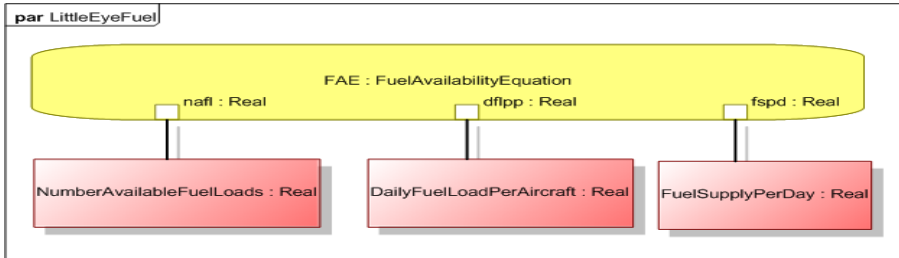 par LittleEyeFuel
FAE : FuelAvailabilityEquation
nafl : Real
dflpp : Real
fspd : Real
NumberAvailableFuelLoads : Real
DailyFuelLoadPerAircraft : Real
FuelSupplyPerDay : Real